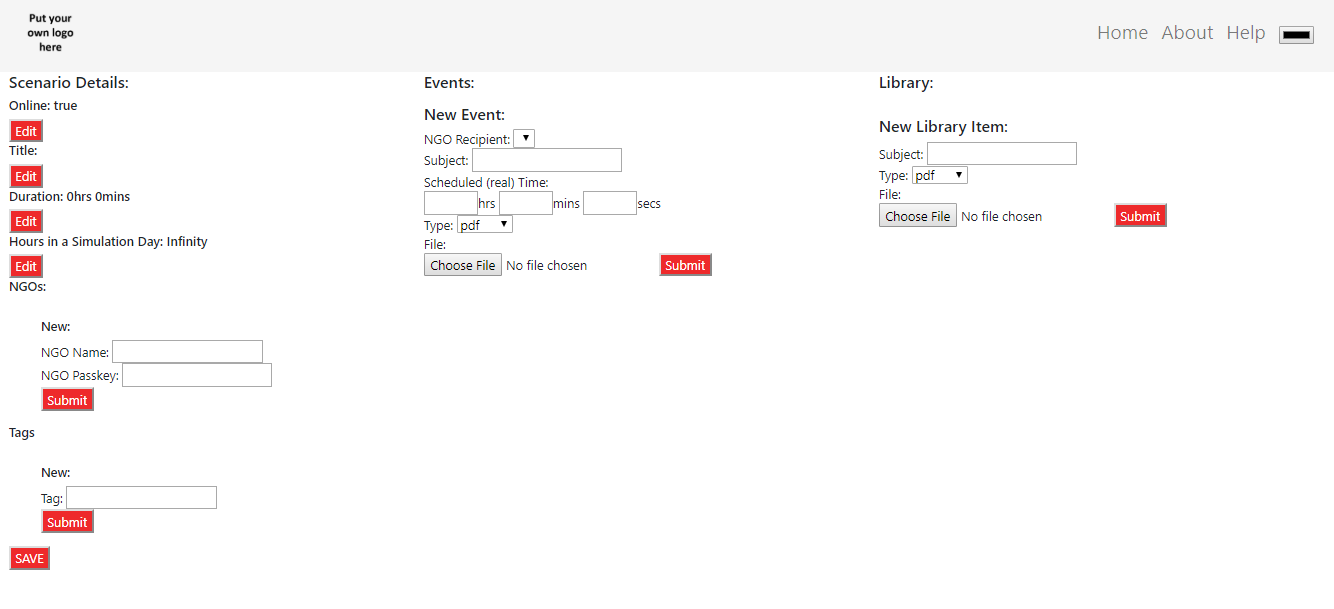 Put your
own logo
here
Home About Help
Scenario Details:
Online: true
Edit
Title:
Edit
Duration: 0hrs 0mins
Edit
Hours in a Simulation Day: Infinity
Edit
NGOs:
New:
NGO Name:
NGO Passkey:
Submit
Tags
New:
Tag:
Submit
SAVE
Events:
New Event:
NGO Recipient:
Subject:
Scheduled (real) Time:
hrs mins secs
Type: pdf
File:
Choose File No file chosen Submit
Library:
New Library Item:
Subject:
Type: pdf
File:
Choose File No file chosen Submit